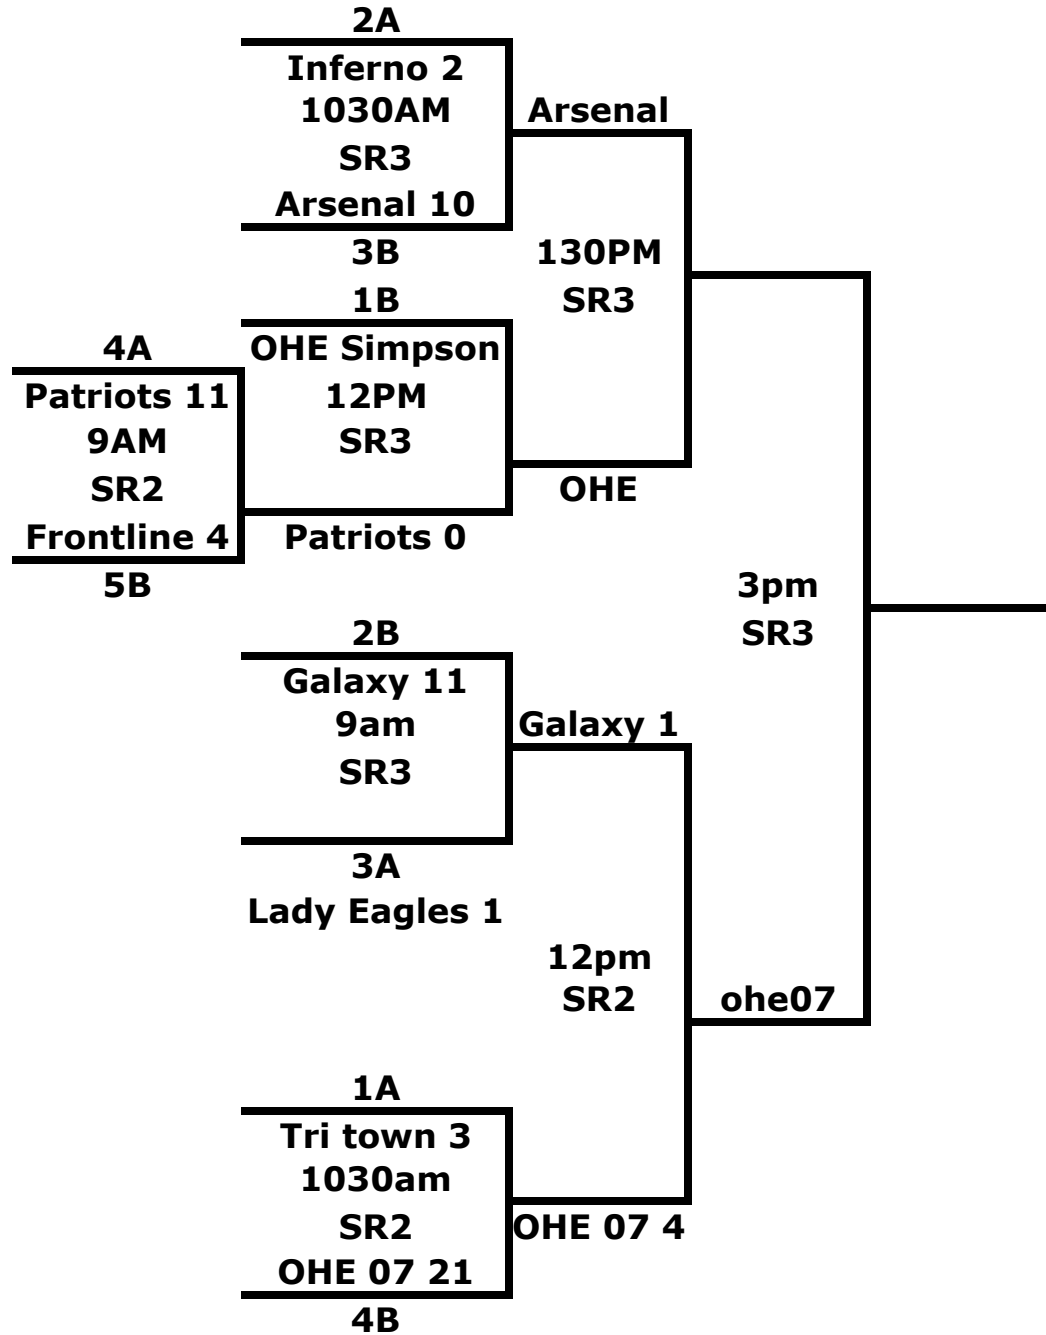 2A
Inferno 2
1030AM
SR3
Arsenal 10
3B
Arsenal
130PM
SR3
1B
OHE Simpson
12PM
SR3
Patriots 0
4A
Patriots 11
9AM
SR2
Frontline 4
5B
OHE
3pm
SR3
2B
Galaxy 11
9am
SR3
3A
Lady Eagles 1
Galaxy 1
12pm
SR2
ohe07
1A
Tri town 3
1030am
SR2
OHE 07 21
4B
OHE 07 4